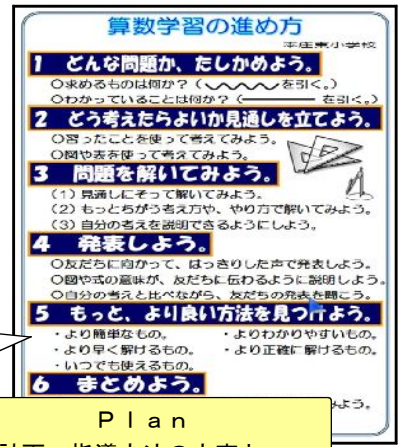 算数学習の進め方
本庄東小学校
1 どんな問題か、たしかめよう。
○求めるものは何か?( を引く。)
○わかっていることは何か?( を引く。)
2 どう考えたらよいか見通しを立てよう。
○習ったことを使って考えてみよう。
○図や表を使って考えてみよう。
3 問題を解いてみよう。
(1) 見通しにそって解いてみよう。
(2) もっとちがう考え方や、やり方で解いてみよう。
(3) 自分の考えを説明できるようにしよう。
4 発表しよう。
○友だちに向かって、はっきりした声で発表しよう。
○図や式の意味が、友だちに伝わるように説明しよう。
○自分の考えと比べながら、友だちの発表を聞こう。
5 もっと、より良い方法を見つけよう。
・より簡単なもの。 ・よりわかりやすいもの。
・より早く解けるもの。 ・より正確に解けるもの。
・いつでも使えるもの。
6 まとめよう。
みよう。
Plan